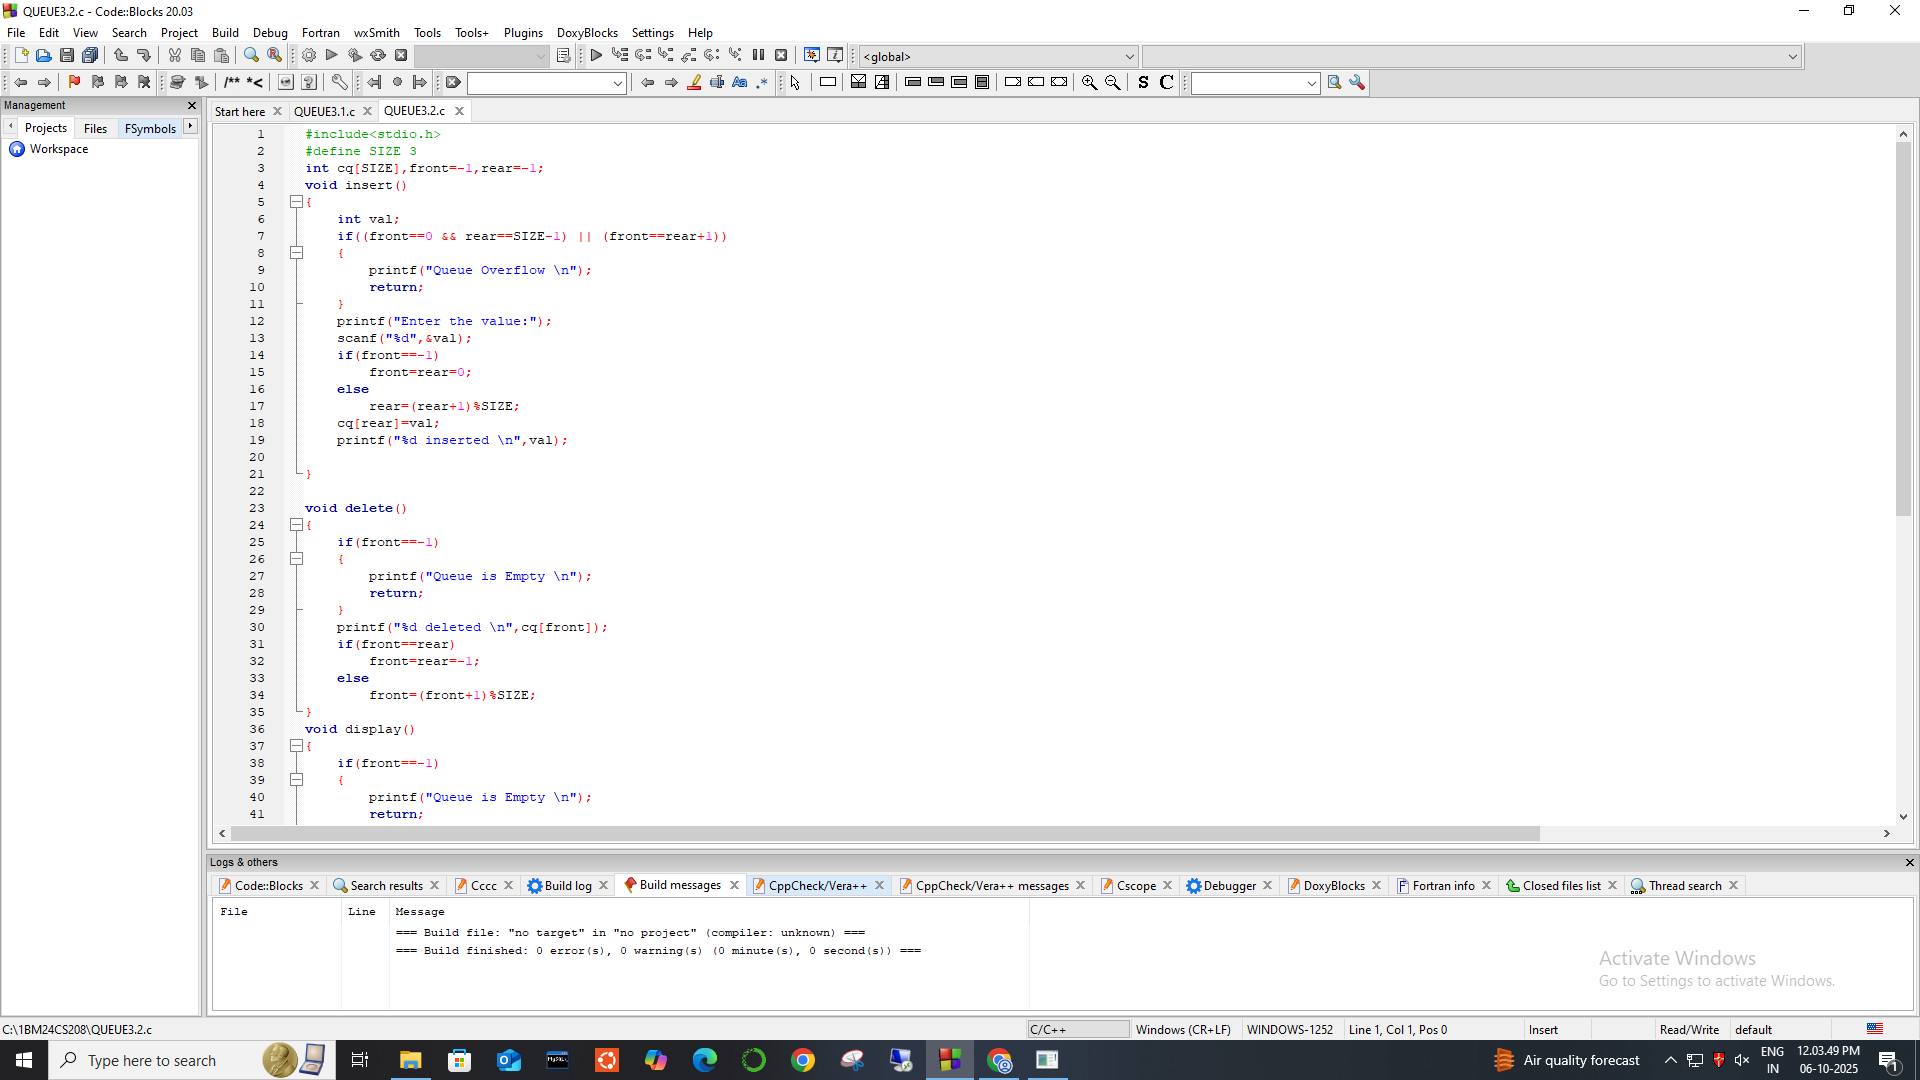 QUEUE3.2.c - Code::Blocks 20.03
File Edit View Search Project Build Debug Fortran wxSmith Tools Tools+ Plugins DoxyBlocks Settings Help
<global>
/** *< S C
Management
Projects Files FSymbols
Workspace
Start here QUEUE3.1.c QUEUE3.2.c
1 #include<stdio.h>
2 #define SIZE 3
3 int cq[SIZE],front=-1,rear=-1;
4 void insert()
5 {
6 int val;
7 if((front==0 && rear==SIZE-1) || (front==rear+1))
8 {
9 printf("Queue Overflow \n");
10 return;
11 }
12 printf("Enter the value:");
13 scanf("%d",&val);
14 if(front==-1)
15 front=rear=0;
16 else
17 rear=(rear+1)%SIZE;
18 cq[rear]=val;
19 printf("%d inserted \n",val);
20
21 }
22
23 void delete()
24 {
25 if(front==-1)
26 {
27 printf("Queue is Empty \n");
28 return;
29 }
30 printf("%d deleted \n",cq[front]);
31 if(front==rear)
32 front=rear=-1;
33 else
34 front=(front+1)%SIZE;
35 }
36 void display()
37 {
38 if(front==-1)
39 {
40 printf("Queue is Empty \n");
41 return;
Logs & others
Code::Blocks Search results Cccc Build log Build messages CppCheck/Vera++ CppCheck/Vera++ messages Cscope Debugger DoxyBlocks Fortran info Closed files list Thread search
File Line Message
=== Build file: "no target" in "no project" (compiler: unknown) ===
=== Build finished: 0 error(s), 0 warning(s) (0 minute(s), 0 second(s)) ===
Activate Windows
Go to Settings to activate Windows.
C:\1BM24CS208\QUEUE3.2.c C/C++ Windows (CR+LF) WINDOWS-1252 Line 1, Col 1, Pos 0 Insert Read/Write default
Type here to search
Air quality forecast
ENG
IN
12.03.49 PM
06-10-2025
1